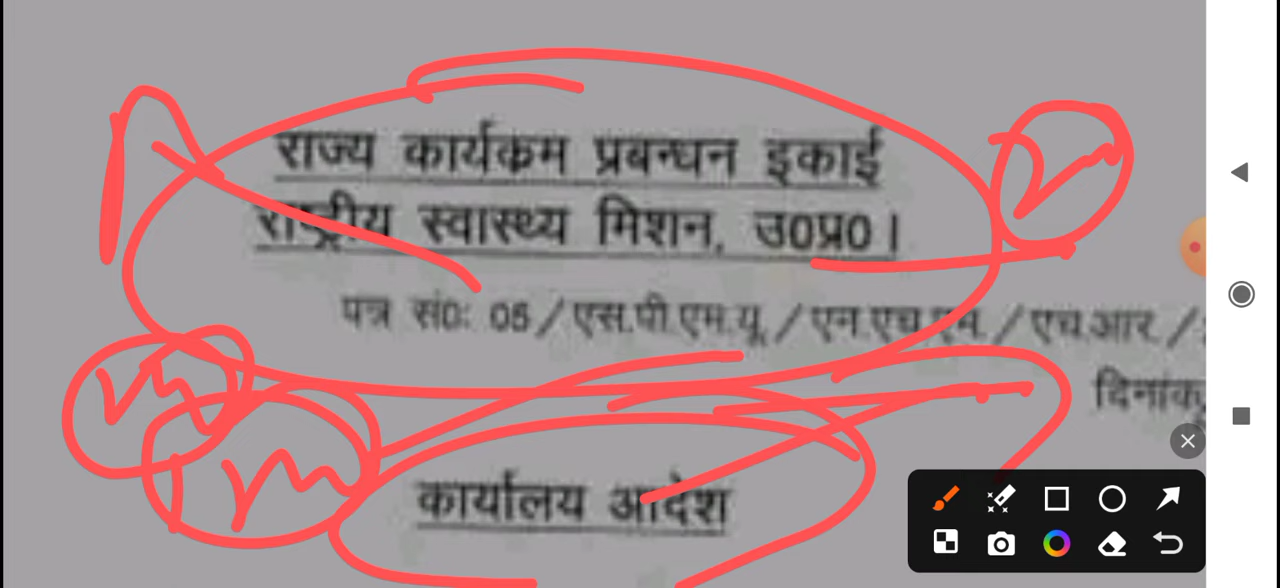 राज्य कार्यक्रम प्रबन्धन इकाई
राष्ट्रीय स्वास्थ्य मिशन, उ0प्र0।
पत्र सं0: 05/एस.पी.एम.यू./एन.एच.एम./एच.आर./
दिनांक
कार्यालय आदेश